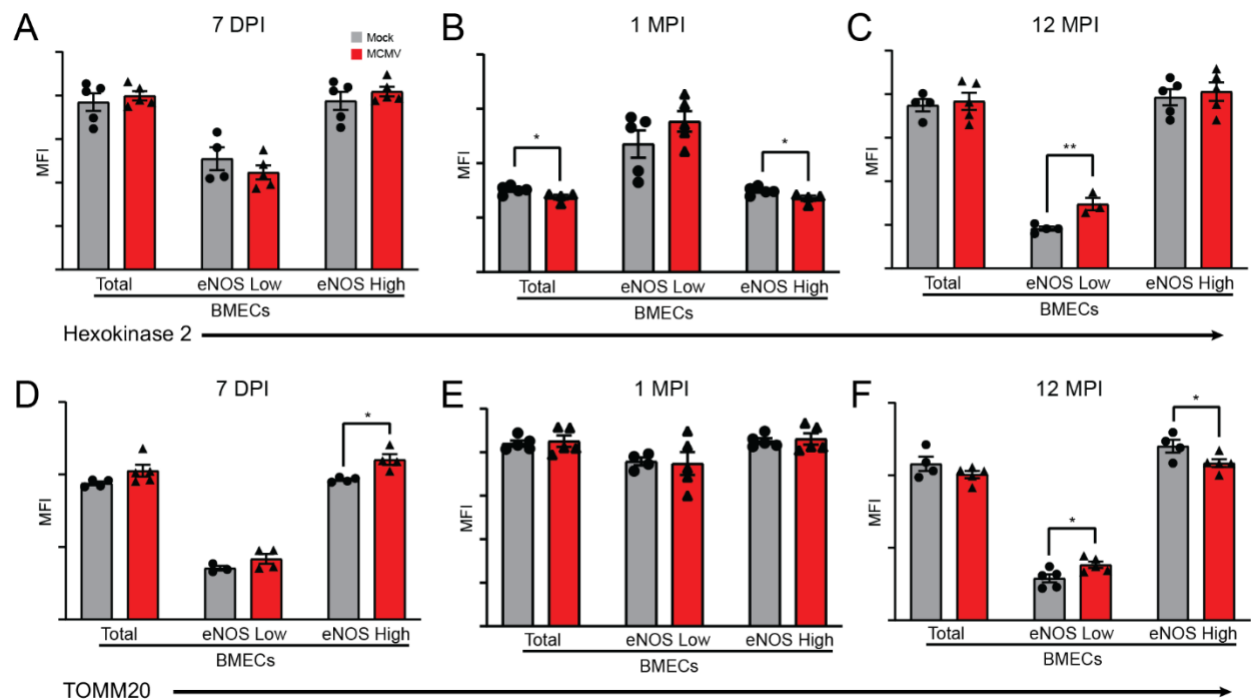 A
7 DPI
Mock
MCMV
MFI
Total
eNOS Low
eNOS High
BMECs
B
1 MPI
*
*
MFI
Total
eNOS Low
eNOS High
BMECs
C
12 MPI
**
MFI
Total
eNOS Low
eNOS High
BMECs
Hexokinase 2
D
7 DPI
*
MFI
Total
eNOS Low
eNOS High
BMECs
E
1 MPI
MFI
Total
eNOS Low
eNOS High
BMECs
F
12 MPI
*
*
MFI
Total
eNOS Low
eNOS High
BMECs
TOMM20